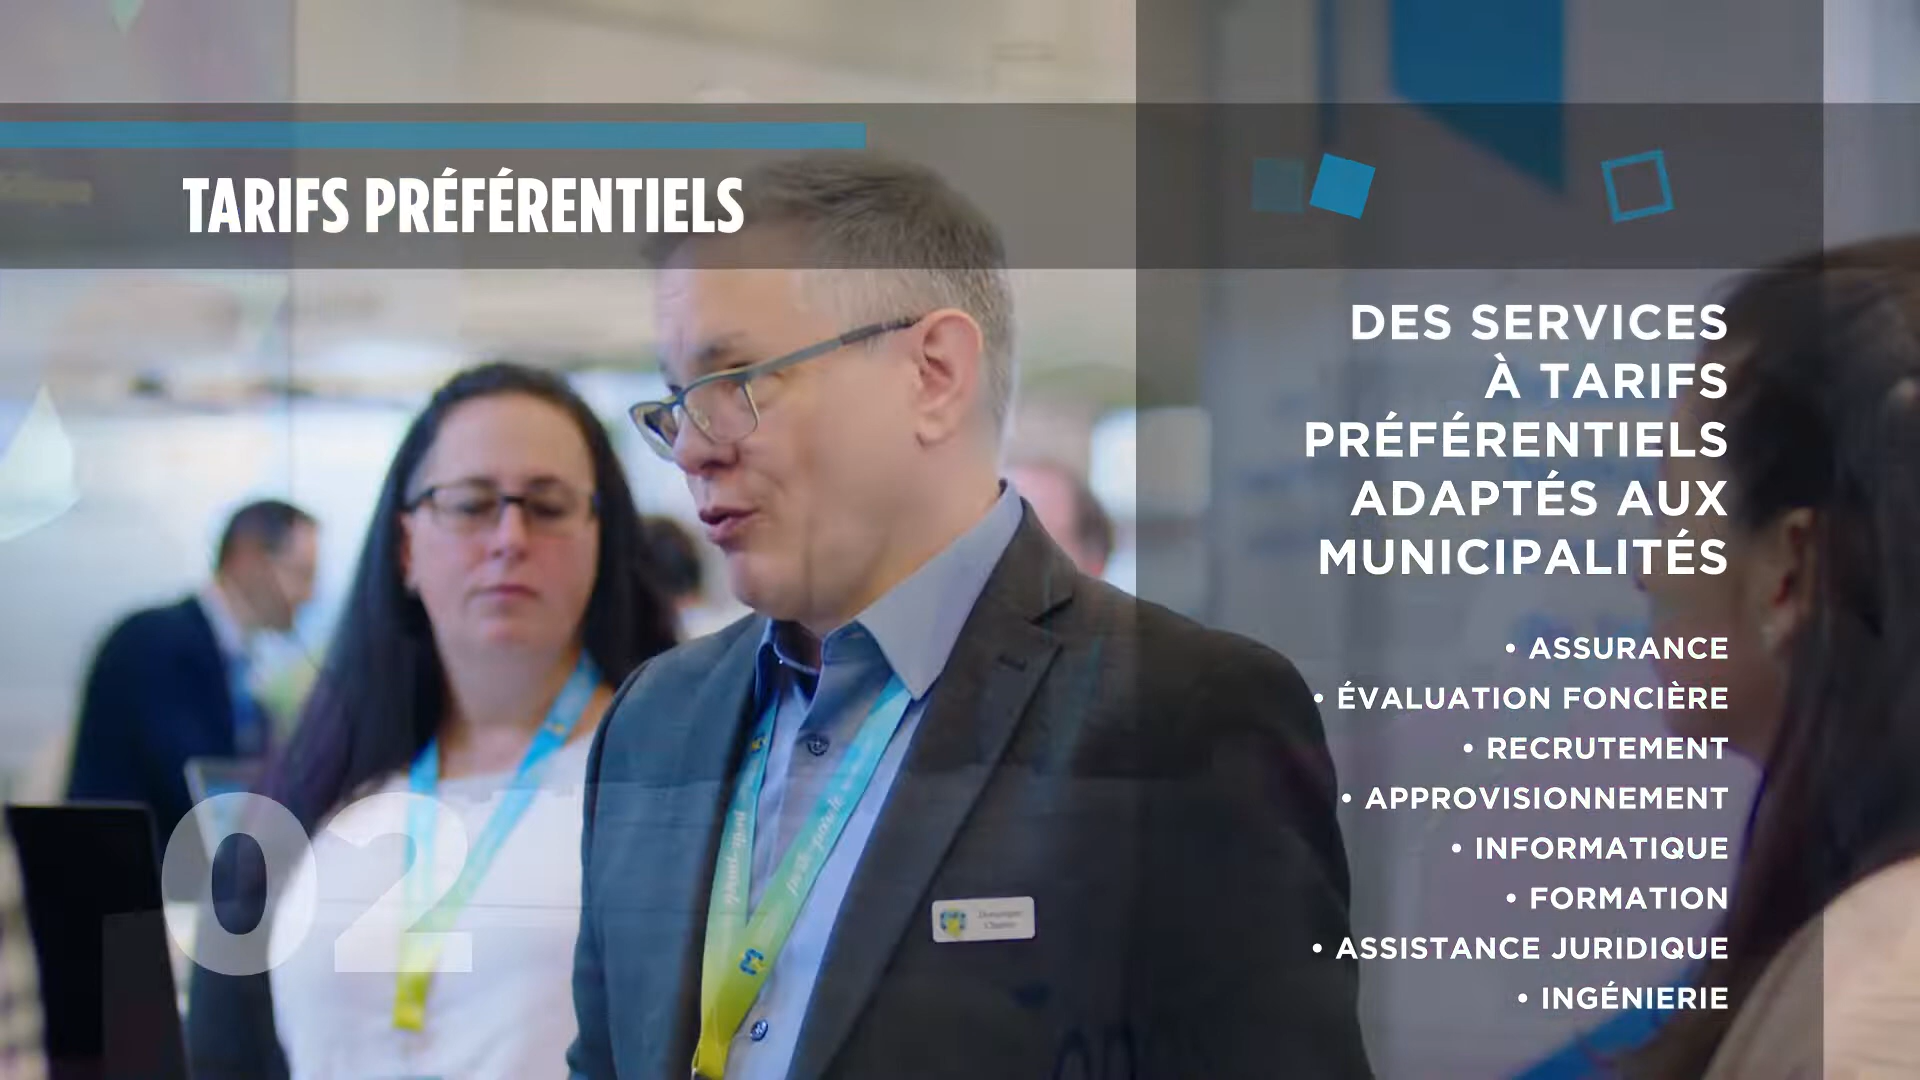 TARIFS PRÉFÉRENTIELS
DES SERVICES
À TARIFS
PRÉFÉRENTIELS
ADAPTÉS AUX
MUNICIPALITÉS
• ASSURANCE
• ÉVALUATION FONCIÈRE
• RECRUTEMENT
• APPROVISIONNEMENT
• INFORMATIQUE
• FORMATION
• ASSISTANCE JURIDIQUE
• INGÉNIERIE
02